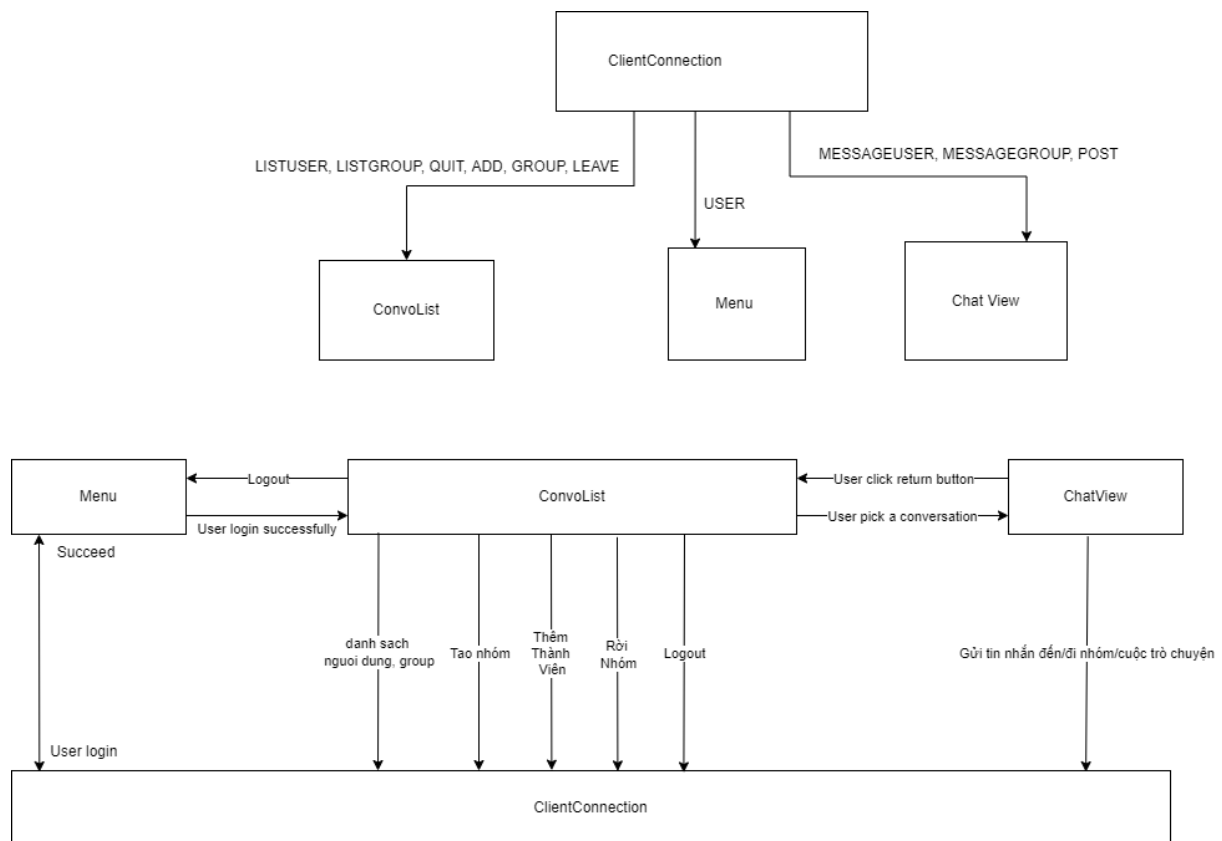 ClientConnection
LISTUSER, LISTGROUP, QUIT, ADD, GROUP, LEAVE
MESSAGEUSER, MESSAGEGROUP, POST
USER
ConvoList
Menu
Chat View
Menu
Logout
User login successfully
ConvoList
User click return button
User pick a conversation
ChatView
Succeed
danh sach
nguoi dung, group
Tao nhóm
Thêm
Thành
Viên
Rời
Nhóm
Logout
Gửi tin nhắn đến/đi nhóm/cuộc trò chuyện
User login
ClientConnection